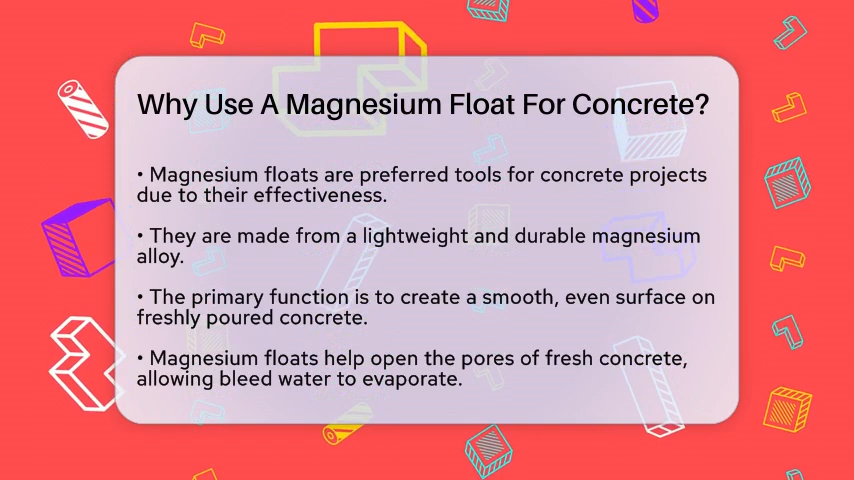 Why Use A Magnesium Float For Concrete?
• Magnesium floats are preferred tools for concrete projects
due to their effectiveness.
• They are made from a lightweight and durable magnesium
alloy.
• The primary function is to create a smooth, even surface on
freshly poured concrete.
• Magnesium floats help open the pores of fresh concrete,
allowing bleed water to evaporate.